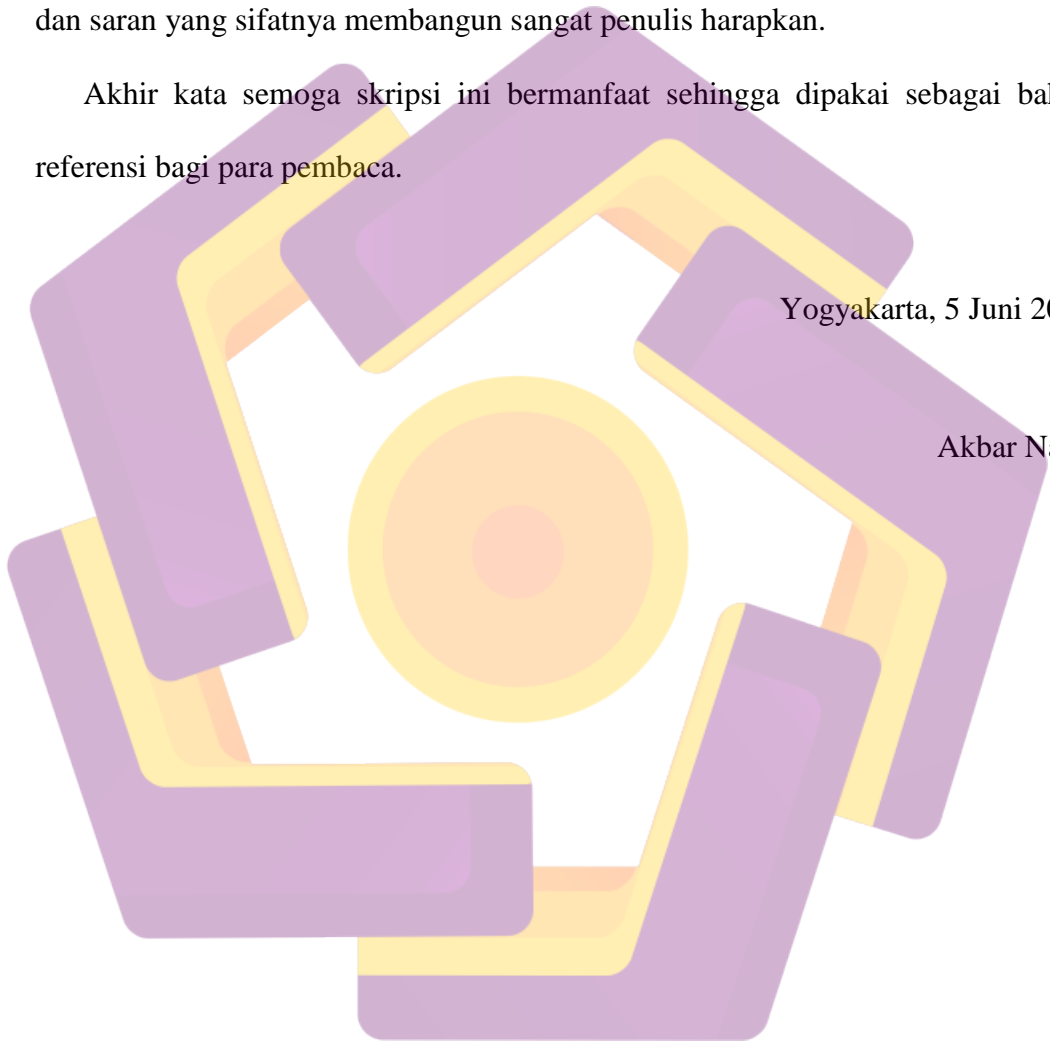 dan saran yang sifatnya membangun sangat penulis harapkan.
Akhir kata semoga skripsi ini bermanfaat sehingga dipakai sebagai
referensi bagi para pembaca.
Yogyakarta, 5 Juni
Akbar